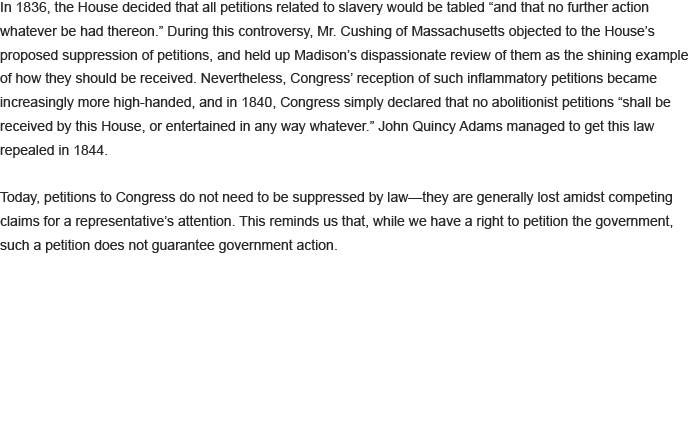 In 1836, the House decided that all petitions related to slavery would be tabled “and that no further action
whatever be had thereon.” During this controversy, Mr. Cushing of Massachusetts objected to the House’s
proposed suppression of petitions, and held up Madison’s dispassionate review of them as the shining example
of how they should be received. Nevertheless, Congress’ reception of such inflammatory petitions became
increasingly more high-handed, and in 1840, Congress simply declared that no abolitionist petitions “shall be
received by this House, or entertained in any way whatever.” John Quincy Adams managed to get this law
repealed in 1844.
Today, petitions to Congress do not need to be suppressed by law—they are generally lost amidst competing
claims for a representative’s attention. This reminds us that, while we have a right to petition the government,
such a petition does not guarantee government action.